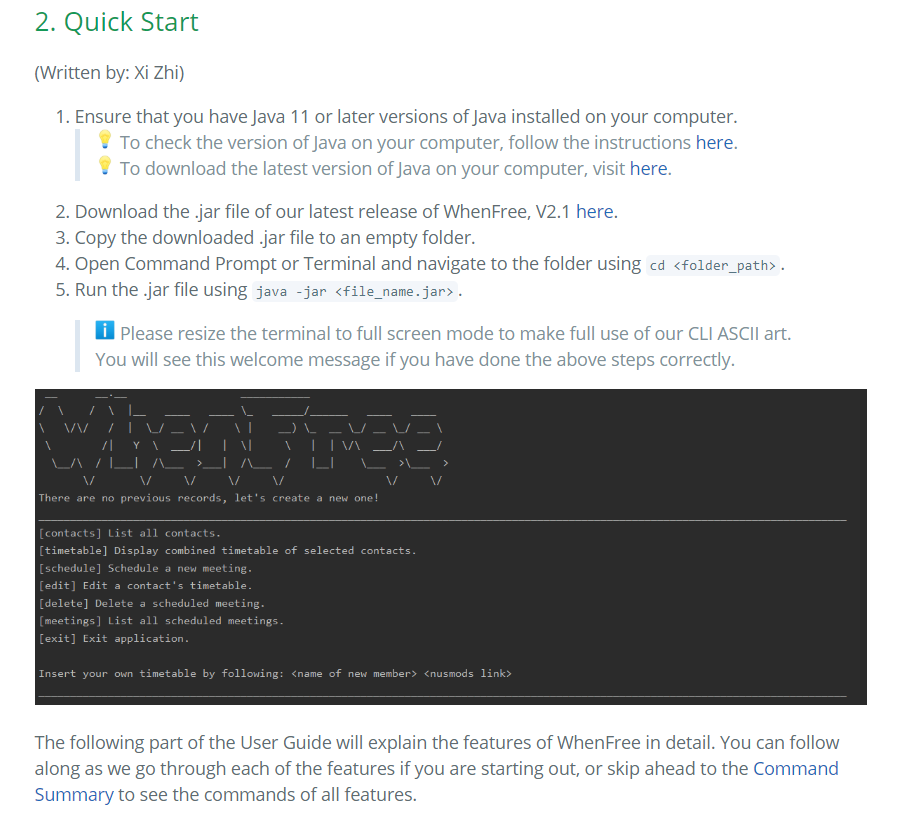 2. Quick Start
(Written by: Xi Zhi)
1. Ensure that you have Java 11 or later versions of Java installed on your computer.
💡 To check the version of Java on your computer, follow the instructions here.
💡 To download the latest version of Java on your computer, visit here.
2. Download the .jar file of our latest release of WhenFree, V2.1 here.
3. Copy the downloaded .jar file to an empty folder.
4. Open Command Prompt or Terminal and navigate to the folder using cd <folder_path>.
5. Run the .jar file using java -jar <file_name.jar>.
ℹ️ Please resize the terminal to full screen mode to make full use of our CLI ASCII art.
You will see this welcome message if you have done the above steps correctly.
WhenFree
There are no previous records, let's create a new one!
[contacts] List all contacts.
[timetable] Display combined timetable of selected contacts.
[schedule] Schedule a new meeting.
[edit] Edit a contact's timetable.
[delete] Delete a scheduled meeting.
[meetings] List all scheduled meetings.
[exit] Exit application.
Insert your own timetable by following: <name of new member> <nusmods link>
The following part of the User Guide will explain the features of WhenFree in detail. You can follow
along as we go through each of the features if you are starting out, or skip ahead to the Command
Summary to see the commands of all features.